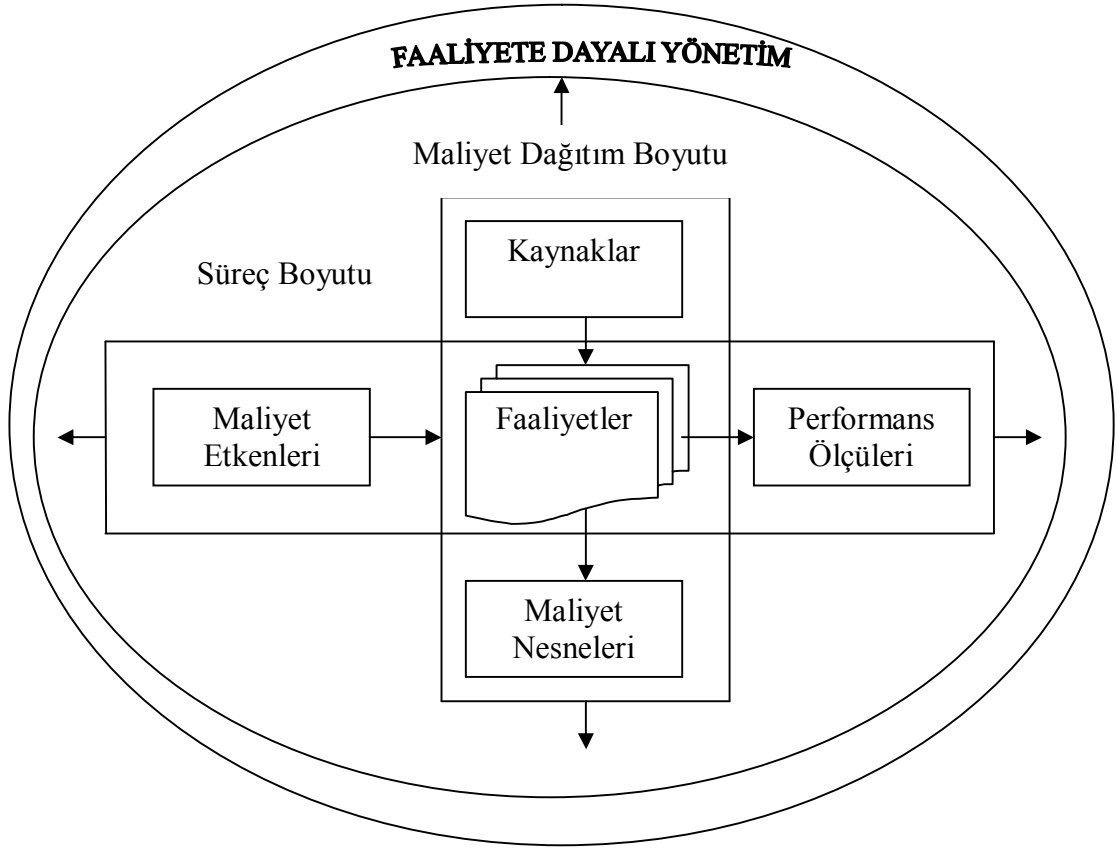 FAALİYETE DAYALI YÖNETİM
Maliyet Dağıtım Boyutu
Kaynaklar
Süreç Boyutu
Maliyet
Etkenleri
Faaliyetler
Performans
Ölçüleri
Maliyet
Nesneleri